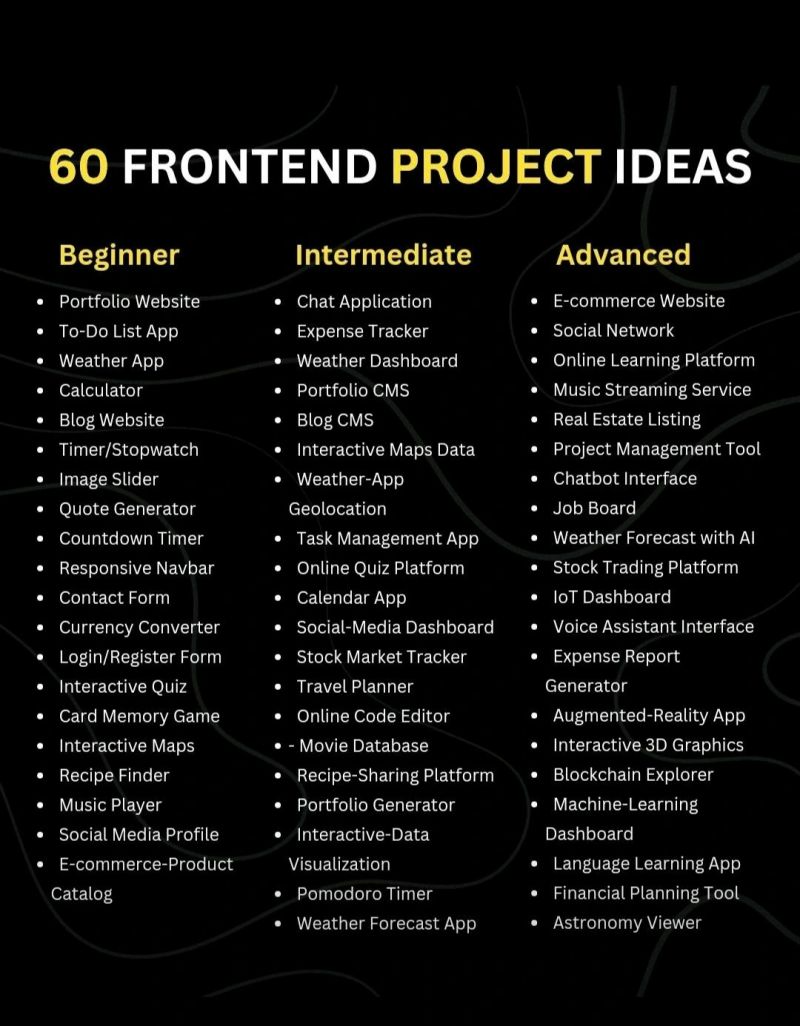 60 FRONTEND PROJECT IDEAS
Beginner
• Portfolio Website
• To-Do List App
• Weather App
• Calculator
• Blog Website
• Timer/Stopwatch
• Image Slider
• Quote Generator
• Countdown Timer
• Responsive Navbar
• Contact Form
• Currency Converter
• Login/Register Form
• Interactive Quiz
• Card Memory Game
• Interactive Maps
• Recipe Finder
• Music Player
• Social Media Profile
• E-commerce-Product
Catalog
Intermediate
• Chat Application
• Expense Tracker
• Weather Dashboard
• Portfolio CMS
• Blog CMS
• Interactive Maps Data
• Weather-App
Geolocation
• Task Management App
• Online Quiz Platform
• Calendar App
• Social-Media Dashboard
• Stock Market Tracker
• Travel Planner
• Online Code Editor
• - Movie Database
• Recipe-Sharing Platform
• Portfolio Generator
• Interactive-Data
Visualization
• Pomodoro Timer
• Weather Forecast App
Advanced
• E-commerce Website
• Social Network
• Online Learning Platform
• Music Streaming Service
• Real Estate Listing
• Project Management Tool
• Chatbot Interface
• Job Board
• Weather Forecast with AI
• Stock Trading Platform
• IoT Dashboard
• Voice Assistant Interface
• Expense Report
Generator
• Augmented-Reality App
• Interactive 3D Graphics
• Blockchain Explorer
• Machine-Learning
Dashboard
• Language Learning App
• Financial Planning Tool
• Astronomy Viewer